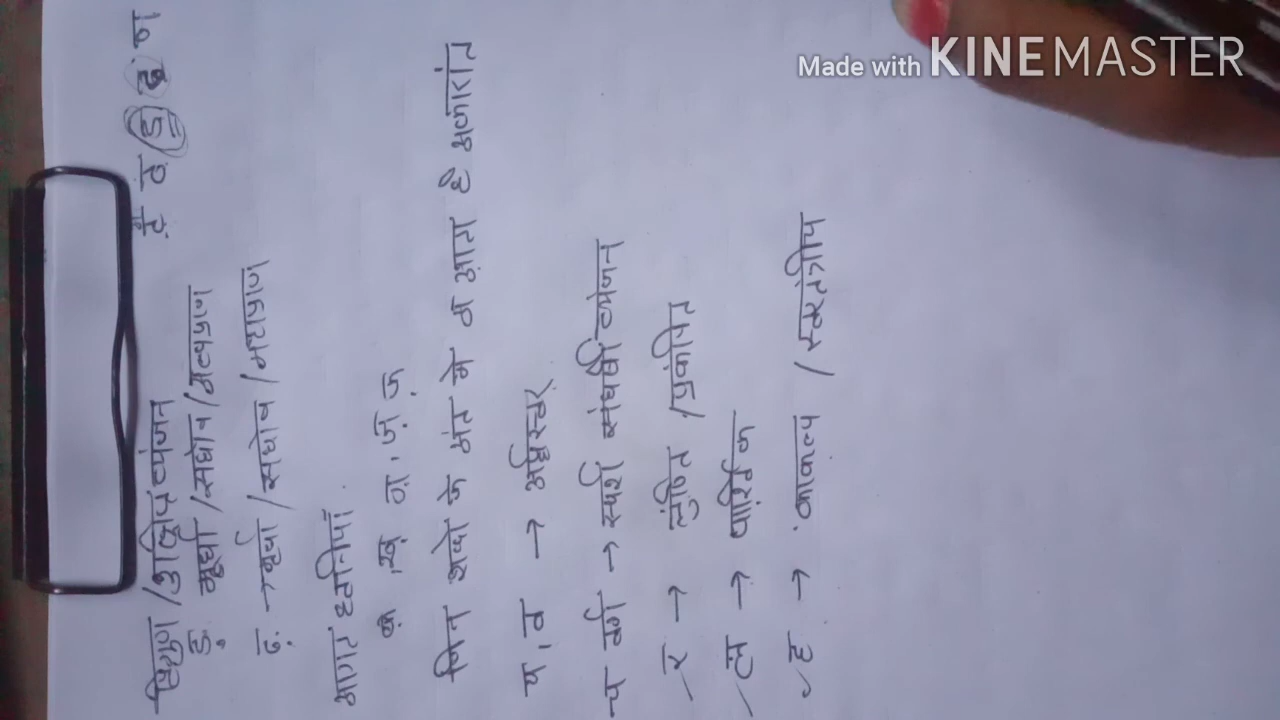 ट ठ ड ढ ण
द्विगुण / उत्क्षिप्त व्यंजन
ड़ मूर्धा / सघोष / अल्पप्राण
ढ़ → मूर्धा / सघोष / महाप्राण
आगत ध्वनियाँ
क़ ख़ ग़ ज़ फ़
जिन शब्दो के अंत मे अ आता है अकारांत
य, व → अर्द्धस्वर
च वर्ग → स्पर्श संघर्षी व्यंजन
र → लुंठित / प्रकंपित
ल → पार्श्विक
ह → काकल्य / स्वरतंत्रीय
Made with KINEMASTER